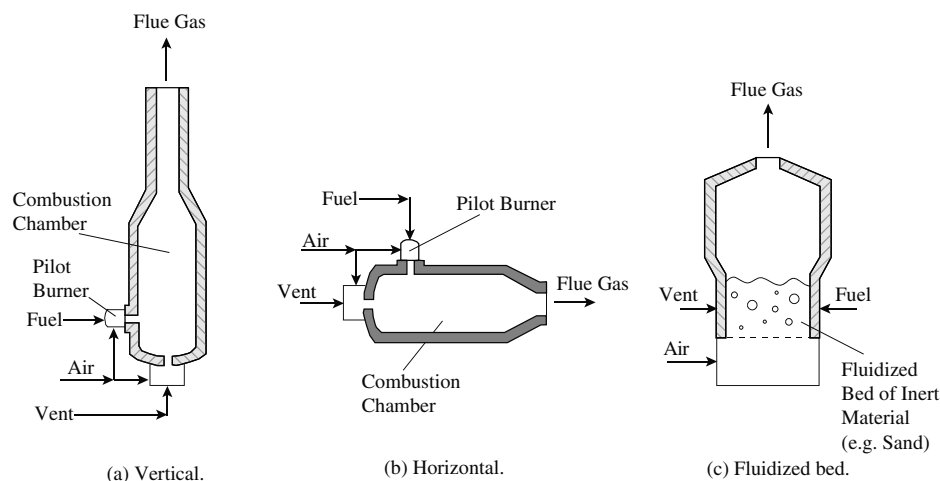 Flue Gas
Combustion
Chamber
Pilot
Burner
Fuel
Air
Vent
(a) Vertical.
Fuel
Pilot Burner
Air
Vent
Flue Gas
Combustion
Chamber
(b) Horizontal.
Flue Gas
Vent
Fuel
Air
Fluidized
Bed of Inert
Material
(e.g. Sand)
(c) Fluidized bed.